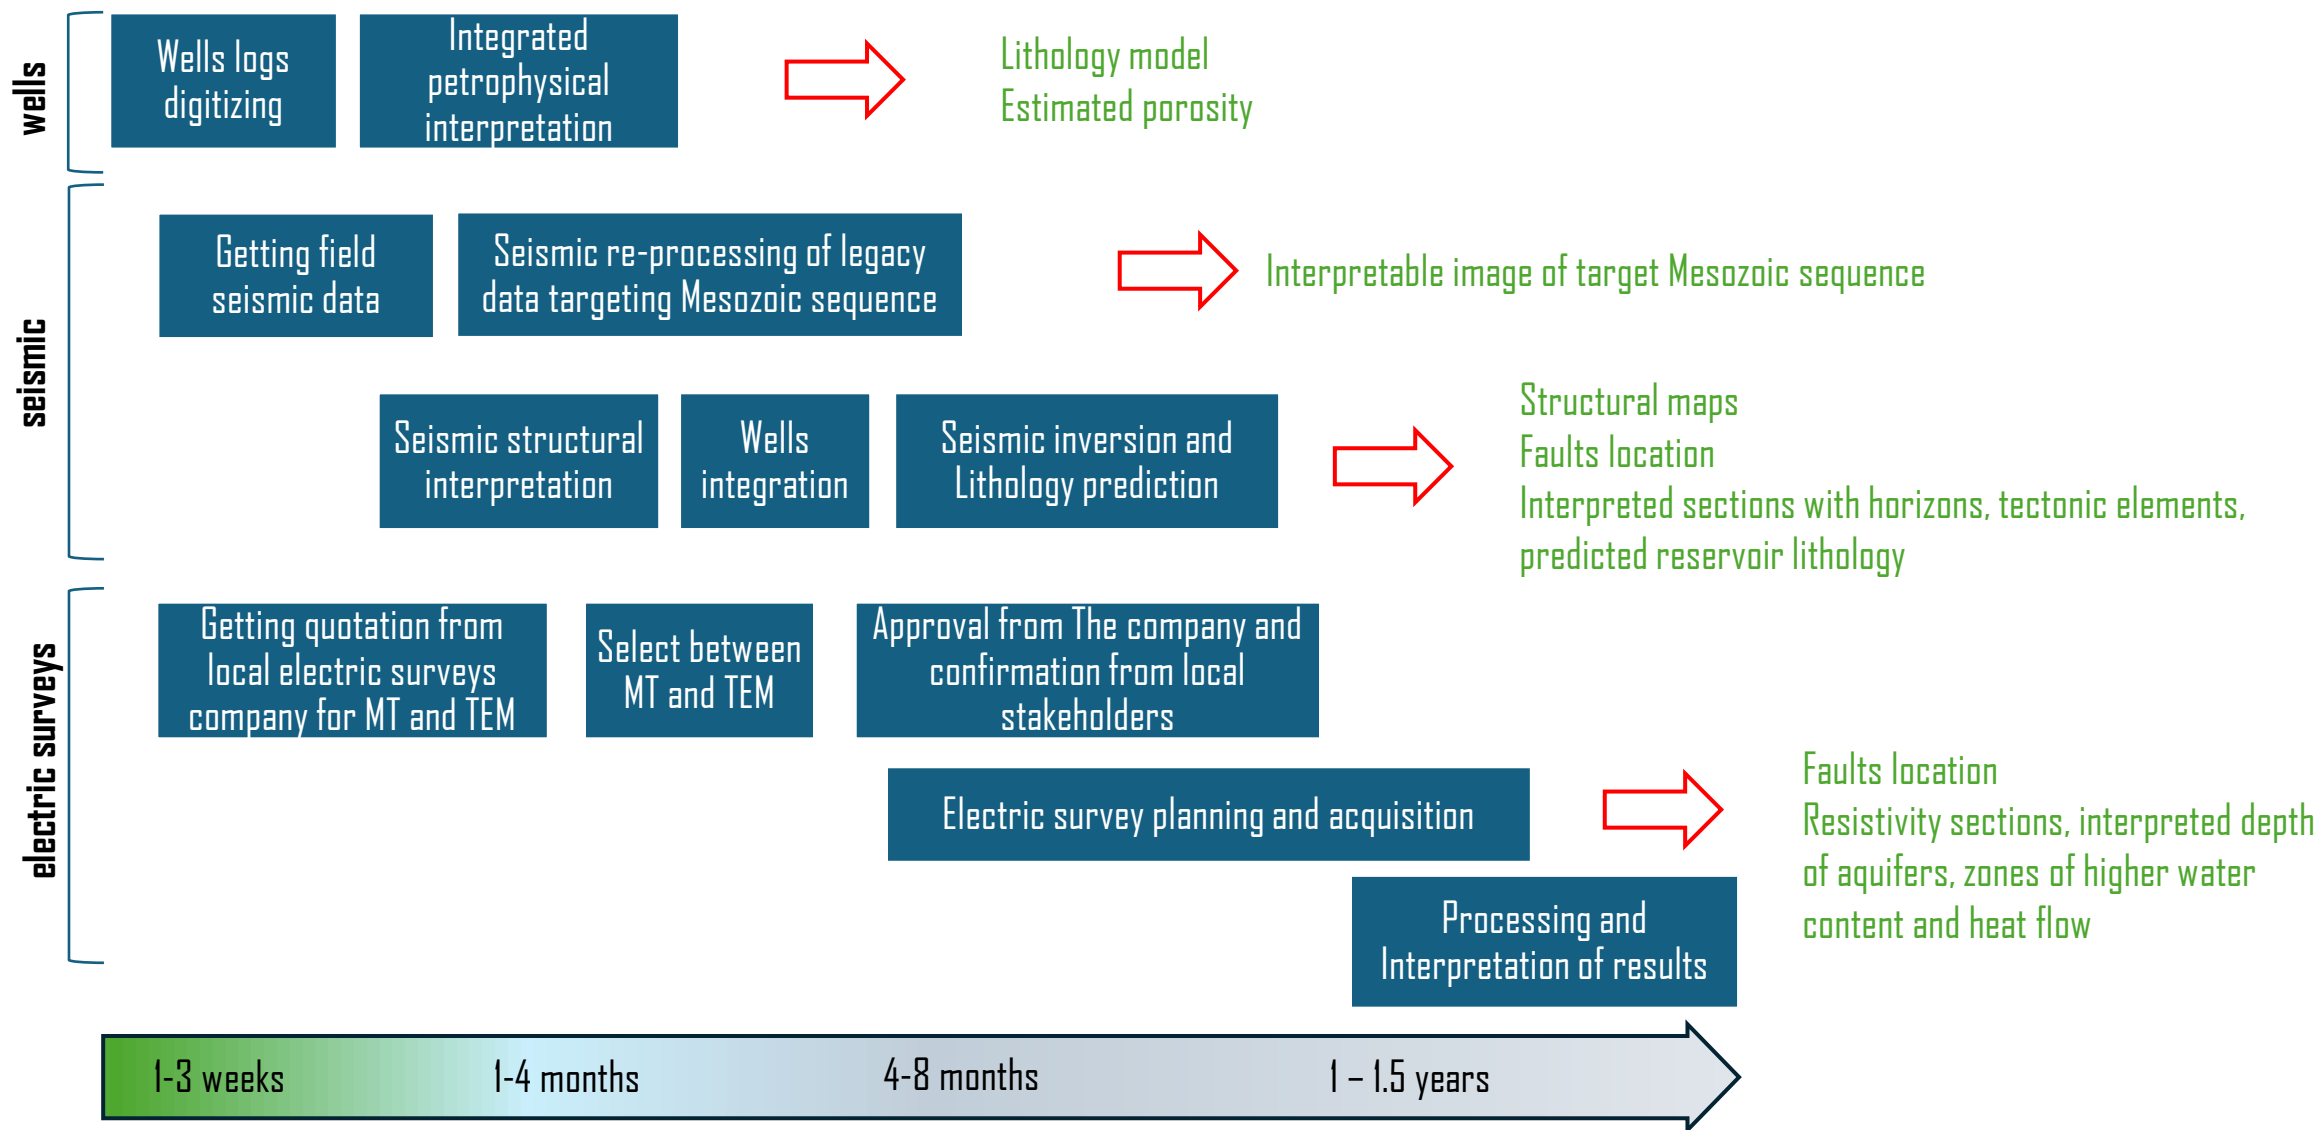 wells
Wells logs
digitizing
Integrated
petrophysical
interpretation
Lithology model
Estimated porosity
seismic
Getting field
seismic data
Seismic re-processing of legacy
data targeting Mesozoic sequence
Interpretable image of target Mesozoic sequence
Seismic structural
interpretation
Wells
integration
Seismic inversion and
Lithology prediction
Structural maps
Faults location
Interpreted sections with horizons, tectonic elements,
predicted reservoir lithology
electric surveys
Getting quotation from
local electric surveys
company for MT and TEM
Select between
MT and TEM
Approval from The company and
confirmation from local
stakeholders
Electric survey planning and acquisition
Faults location
Resistivity sections, interpreted depth
of aquifers, zones of higher water
content and heat flow
Processing and
Interpretation of results
1-3 weeks
1-4 months
4-8 months
1 – 1.5 years